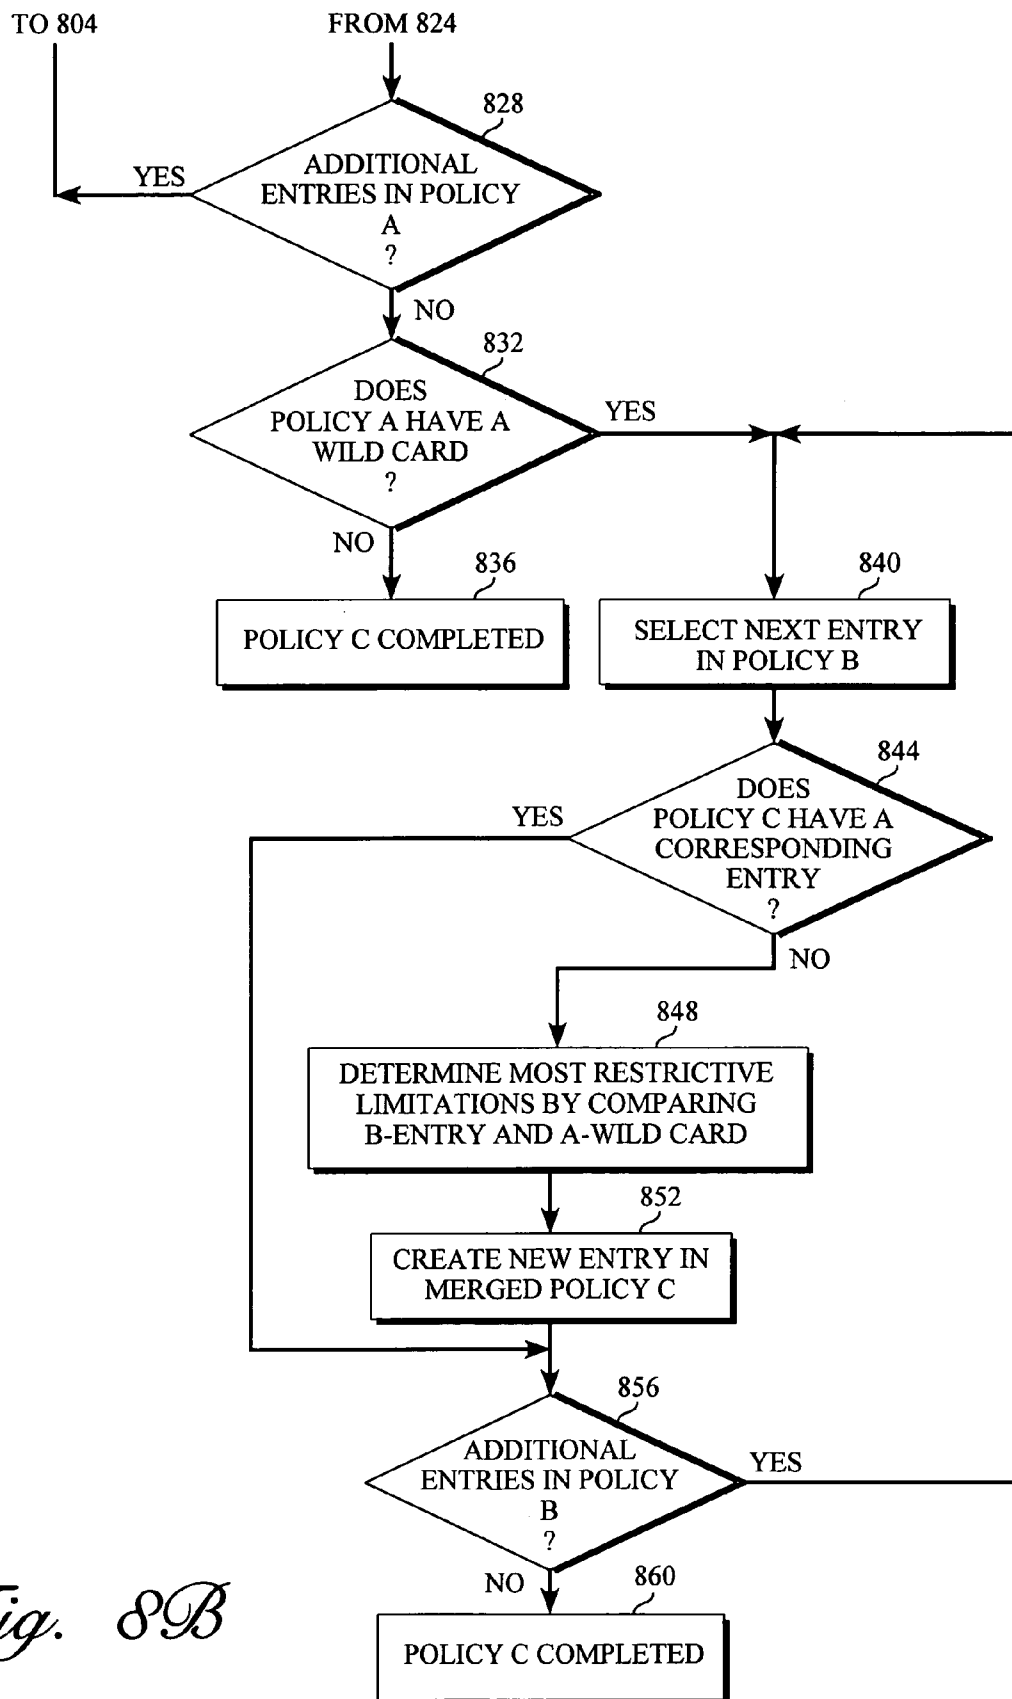 TO 804
FROM 824
828
ADDITIONAL
ENTRIES IN POLICY
A
?
YES
NO
832
DOES
POLICY A HAVE A
WILD CARD
?
YES
NO
836
POLICY C COMPLETED
840
SELECT NEXT ENTRY
IN POLICY B
844
DOES
POLICY C HAVE A
CORRESPONDING
ENTRY
?
YES
NO
848
DETERMINE MOST RESTRICTIVE
LIMITATIONS BY COMPARING
B-ENTRY AND A-WILD CARD
852
CREATE NEW ENTRY IN
MERGED POLICY C
856
ADDITIONAL
ENTRIES IN POLICY
B
?
YES
NO
860
POLICY C COMPLETED
ig. 8B